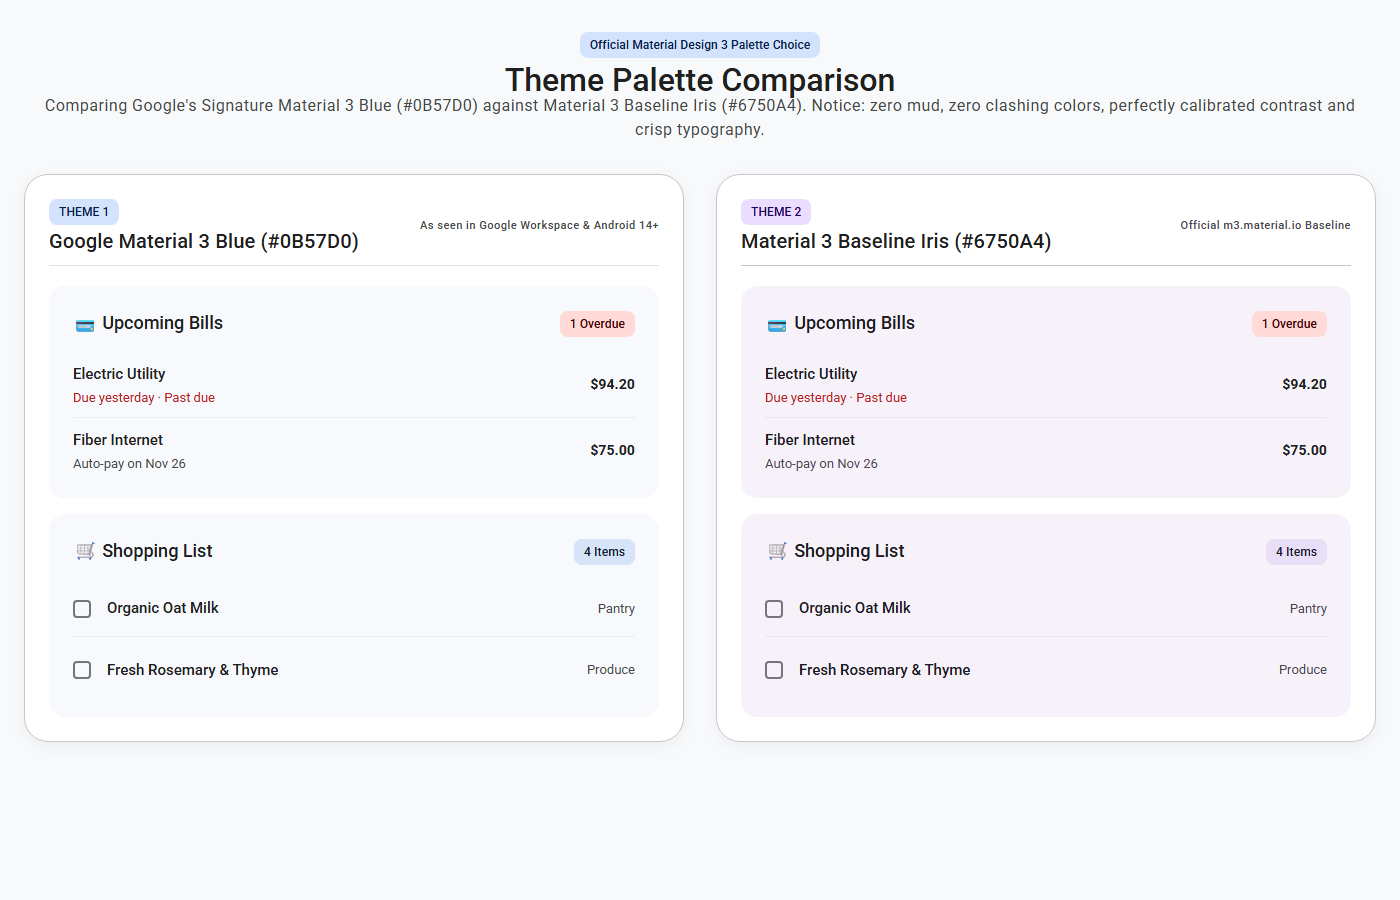 Official Material Design 3 Palette Choice
Theme Palette Comparison
Comparing Google's Signature Material 3 Blue (#0B57D0) against Material 3 Baseline Iris (#6750A4). Notice: zero mud, zero clashing colors, perfectly calibrated contrast and
crisp typography.
THEME 1
Google Material 3 Blue (#0B57D0)
As seen in Google Workspace & Android 14+
Upcoming Bills
1 Overdue
Electric Utility
$94.20
Due yesterday · Past due
Fiber Internet
$75.00
Auto-pay on Nov 26
Shopping List
4 Items
Organic Oat Milk
Pantry
Fresh Rosemary & Thyme
Produce
THEME 2
Material 3 Baseline Iris (#6750A4)
Official m3.material.io Baseline
Upcoming Bills
1 Overdue
Electric Utility
$94.20
Due yesterday · Past due
Fiber Internet
$75.00
Auto-pay on Nov 26
Shopping List
4 Items
Organic Oat Milk
Pantry
Fresh Rosemary & Thyme
Produce